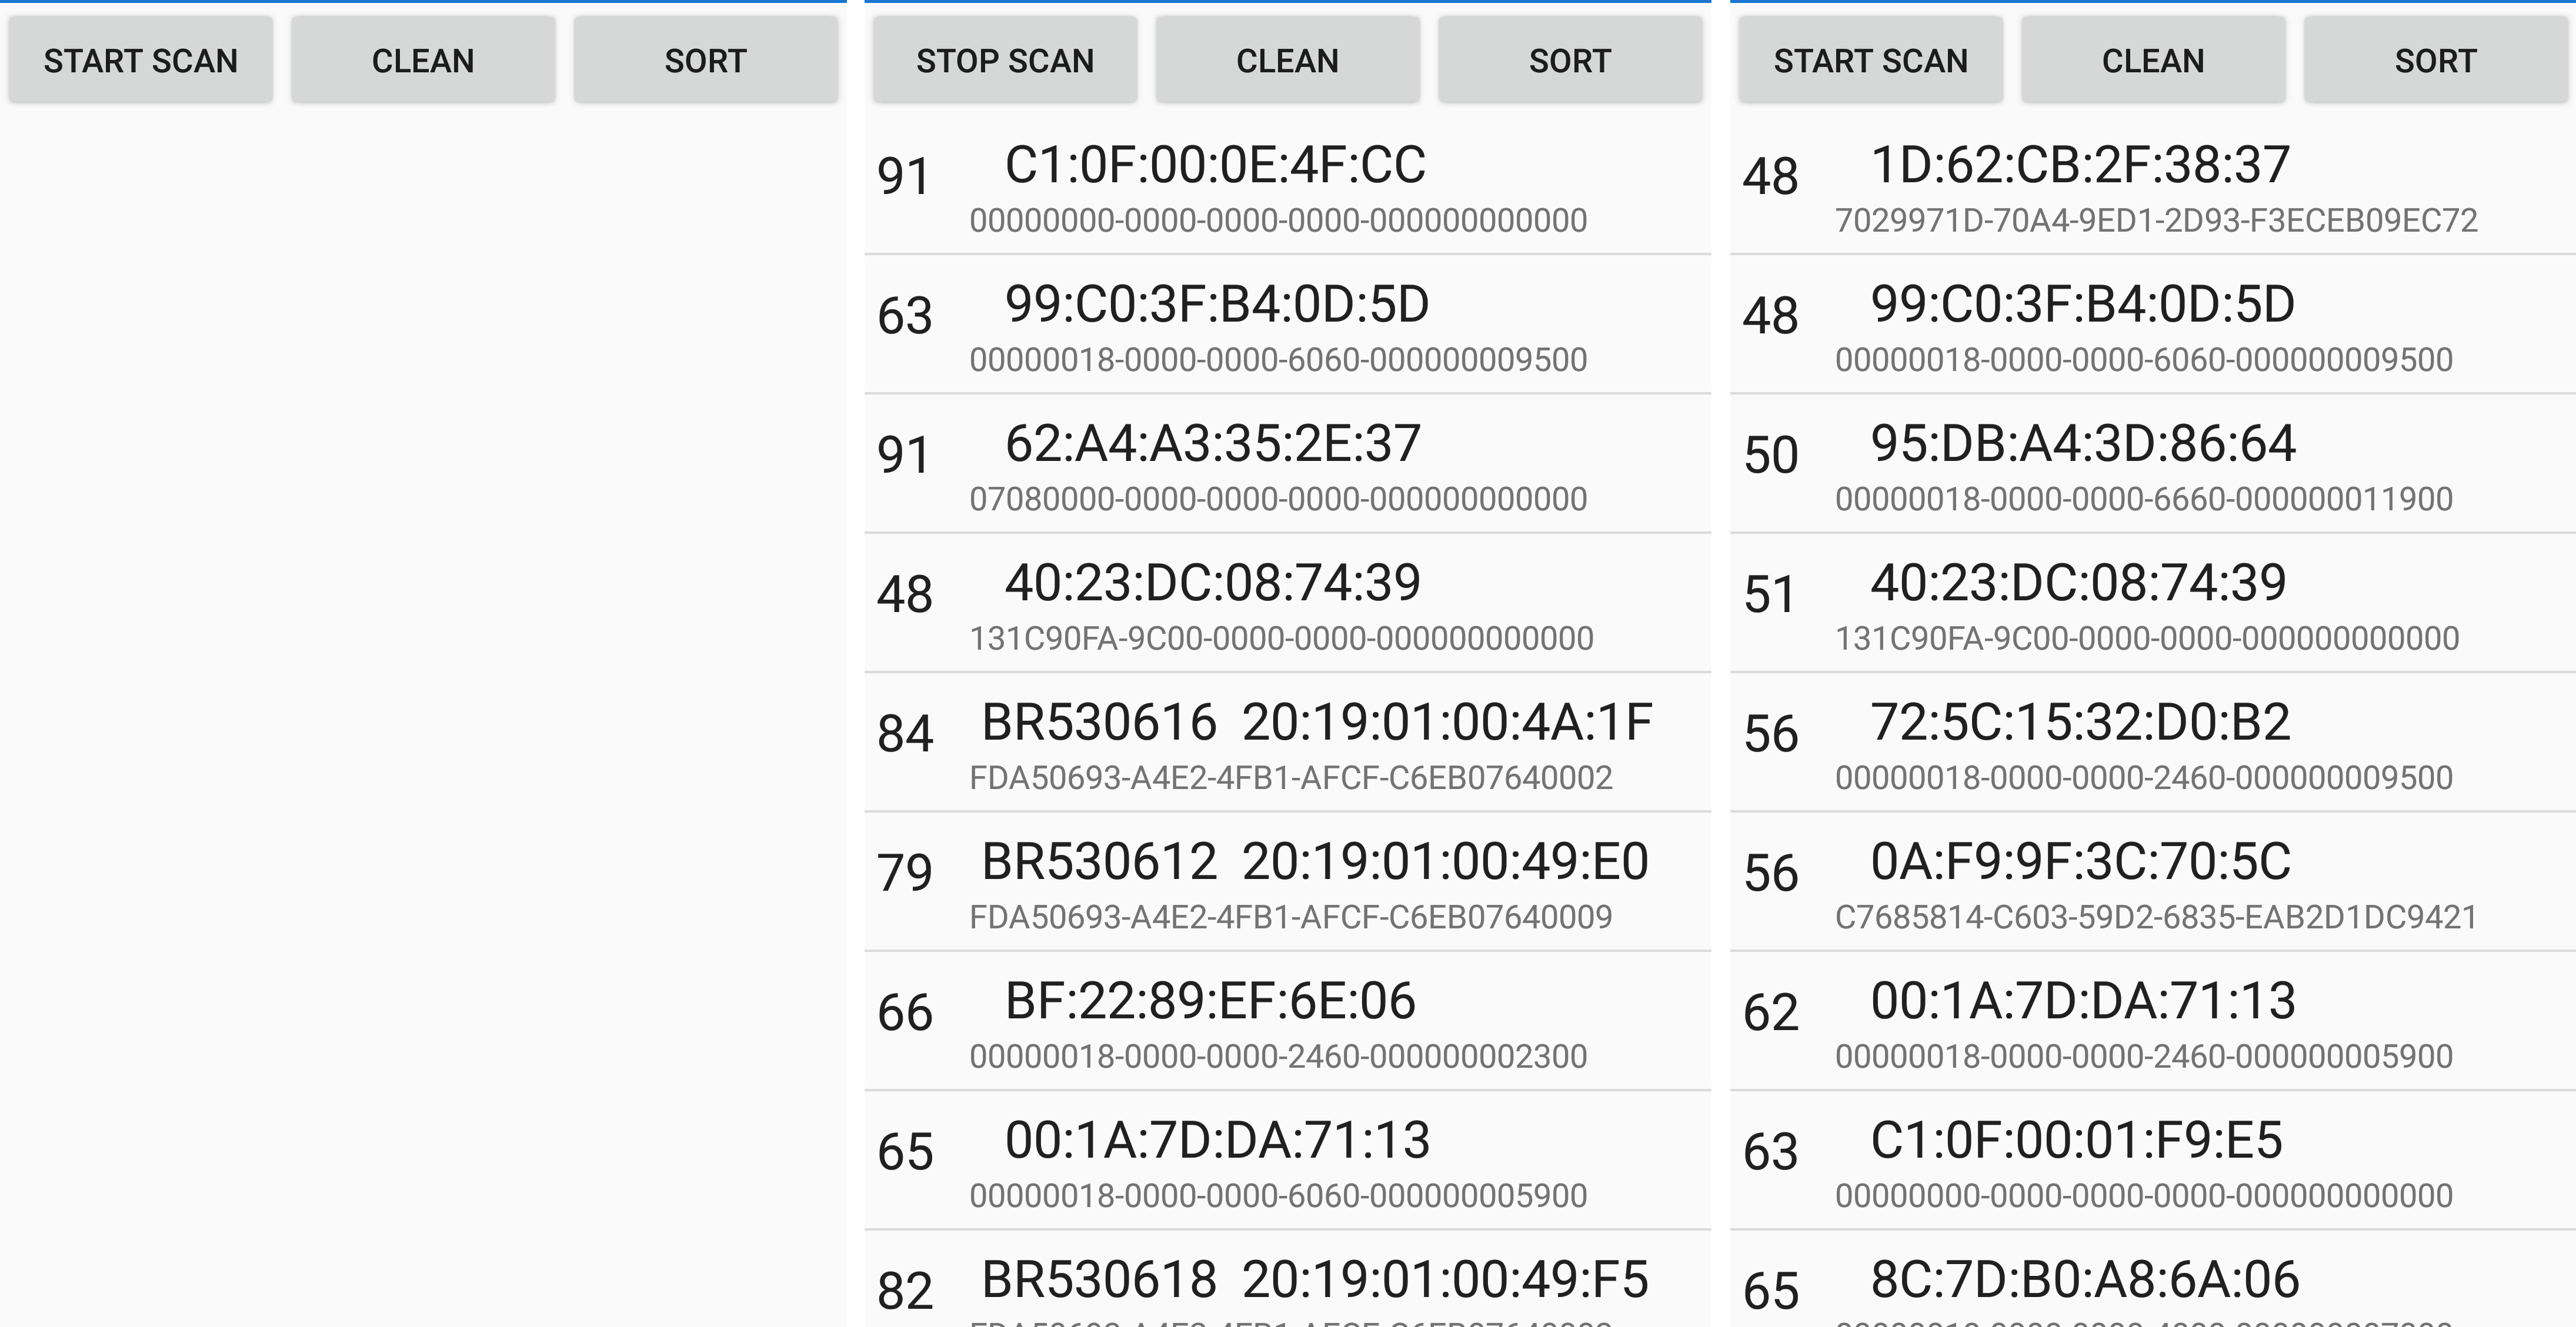 START SCAN CLEAN SORT
STOP SCAN CLEAN SORT
91 C1:0F:00:0E:4F:CC
00000000-0000-0000-0000-000000000000
63 99:C0:3F:B4:0D:5D
00000018-0000-0000-6060-000000009500
91 62:A4:A3:35:2E:37
07080000-0000-0000-0000-000000000000
48 40:23:DC:08:74:39
131C90FA-9C00-0000-0000-000000000000
84 BR530616 20:19:01:00:4A:1F
FDA50693-A4E2-4FB1-AFCF-C6EB07640002
79 BR530612 20:19:01:00:49:E0
FDA50693-A4E2-4FB1-AFCF-C6EB07640009
66 BF:22:89:EF:6E:06
00000018-0000-0000-2460-000000002300
65 00:1A:7D:DA:71:13
00000018-0000-0000-6060-000000005900
82 BR530618 20:19:01:00:49:F5
START SCAN CLEAN SORT
48 1D:62:CB:2F:38:37
7029971D-70A4-9ED1-2D93-F3ECEB09EC72
48 99:C0:3F:B4:0D:5D
00000018-0000-0000-6060-000000009500
50 95:DB:A4:3D:86:64
00000018-0000-0000-6660-000000011900
51 40:23:DC:08:74:39
131C90FA-9C00-0000-0000-000000000000
56 72:5C:15:32:D0:B2
00000018-0000-0000-2460-000000009500
56 0A:F9:9F:3C:70:5C
C7685814-C603-59D2-6835-EAB2D1DC9421
62 00:1A:7D:DA:71:13
00000018-0000-0000-2460-000000005900
63 C1:0F:00:01:F9:E5
00000000-0000-0000-0000-000000000000
65 8C:7D:B0:A8:6A:06